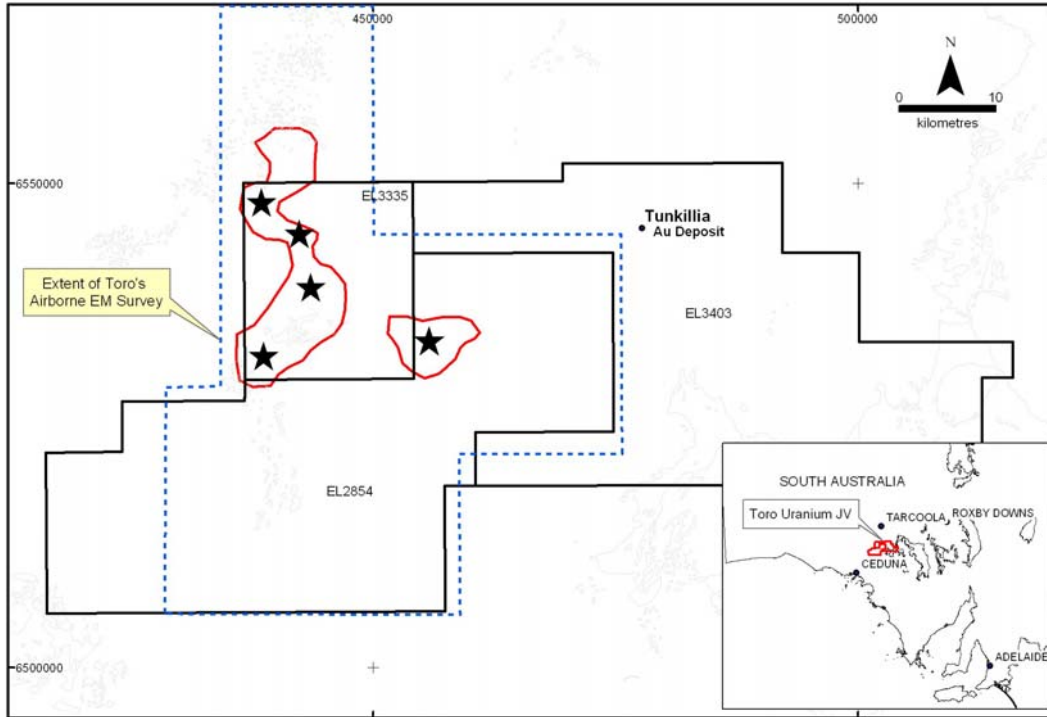 450000
500000
N
0 10
kilometres
6550000
EL3335
Tunkillia
Au Deposit
Extent of Toro's
Airborne EM Survey
EL3403
EL2854
SOUTH AUSTRALIA
Toro Uranium JV
TARCOOLA
ROXBY DOWNS
CEDUNA
ADELAIDE
6500000